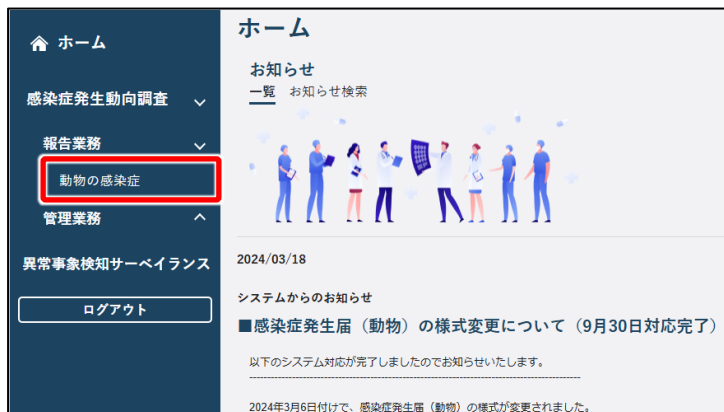 ホーム
感染症発生動向調査
報告業務
動物の感染症
管理業務
異常事象検知サーベイランス
ログアウト
ホーム
お知らせ
一覧 お知らせ検索
2024/03/18
システムからのお知らせ
■感染症発生届（動物）の様式変更について（9月30日対応完了）
以下のシステム対応が完了しましたのでお知らせいたします。
--------------------------------------------------------------------------------
2024年3月6日付けで、感染症発生届（動物）の様式が変更されました。